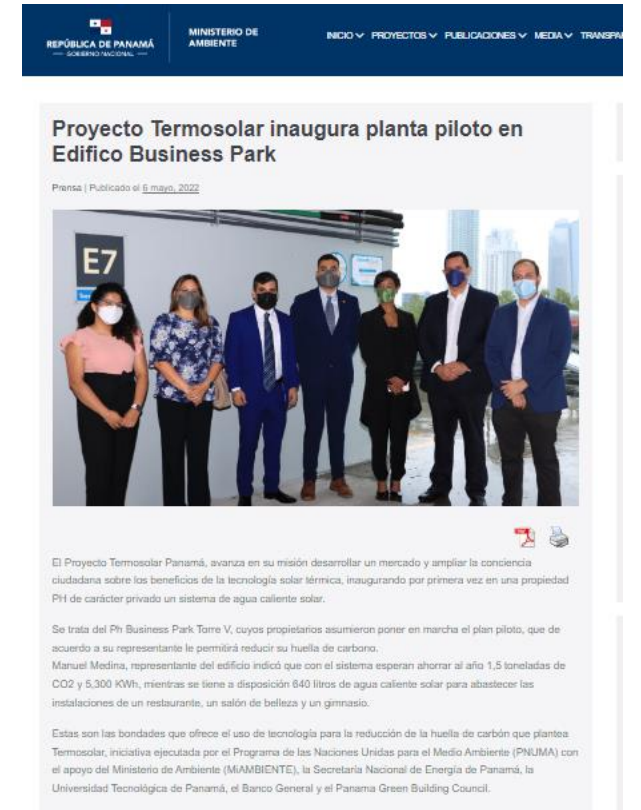 REPÚBLICA DE PANAMÁ
— GOBIERNO NACIONAL —
MINISTERIO DE
AMBIENTE
INICIO PROYECTOS PUBLICACIONES MEDIA TRANSPAR
Proyecto Termosolar inaugura planta piloto en
Edifico Business Park
Prensa | Publicado el 6 mayo, 2022
E7
El Proyecto Termosolar Panamá, avanza en su misión desarrollar un mercado y ampliar la conciencia
ciudadana sobre los beneficios de la tecnología solar térmica, inaugurando por primera vez en una propiedad
PH de carácter privado un sistema de agua caliente solar.
Se trata del Ph Business Park Torre V, cuyos propietarios asumieron poner en marcha el plan piloto, que de
acuerdo a su representante le permitirá reducir su huella de carbono.
Manuel Medina, representante del edificio indicó que con el sistema esperan ahorrar al año 1,5 toneladas de
CO2 y 5,300 KWh, mientras se tiene a disposición 640 litros de agua caliente solar para abastecer las
instalaciones de un restaurante, un salón de belleza y un gimnasio.
Estas son las bondades que ofrece el uso de tecnología para la reducción de la huella de carbón que plantea
Termosolar, iniciativa ejecutada por el Programa de las Naciones Unidas para el Medio Ambiente (PNUMA) con
el apoyo del Ministerio de Ambiente (MiAMBIENTE), la Secretaría Nacional de Energía de Panamá, la
Universidad Tecnológica de Panamá, el Banco General y el Panama Green Building Council.